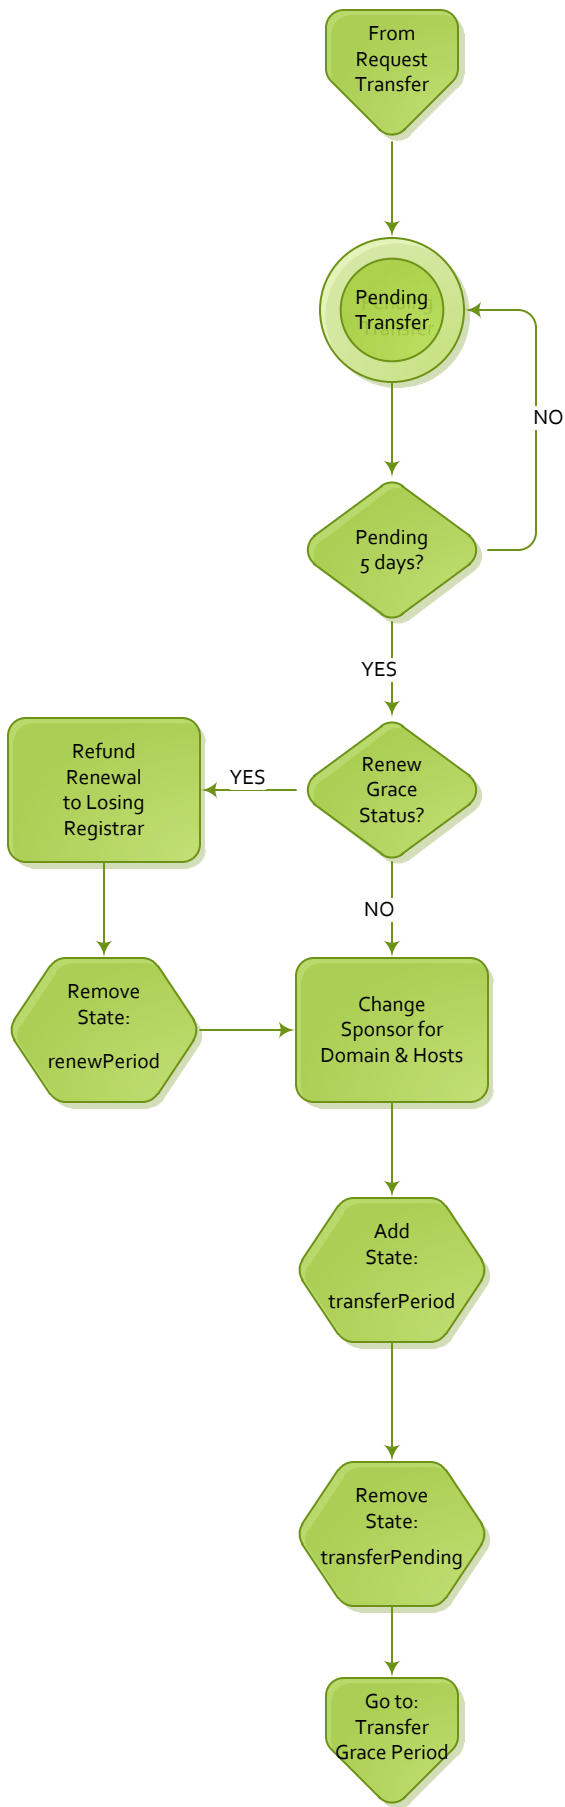 From
Request
Transfer
Pending
Transfer
NO
Pending
5 days?
YES
Renew
Grace
Status?
YES
Refund
Renewal
to Losing
Registrar
NO
Remove
State:
renewPeriod
Change
Sponsor for
Domain & Hosts
Add
State:
transferPeriod
Remove
State:
transferPending
Go to:
Transfer
Grace Period